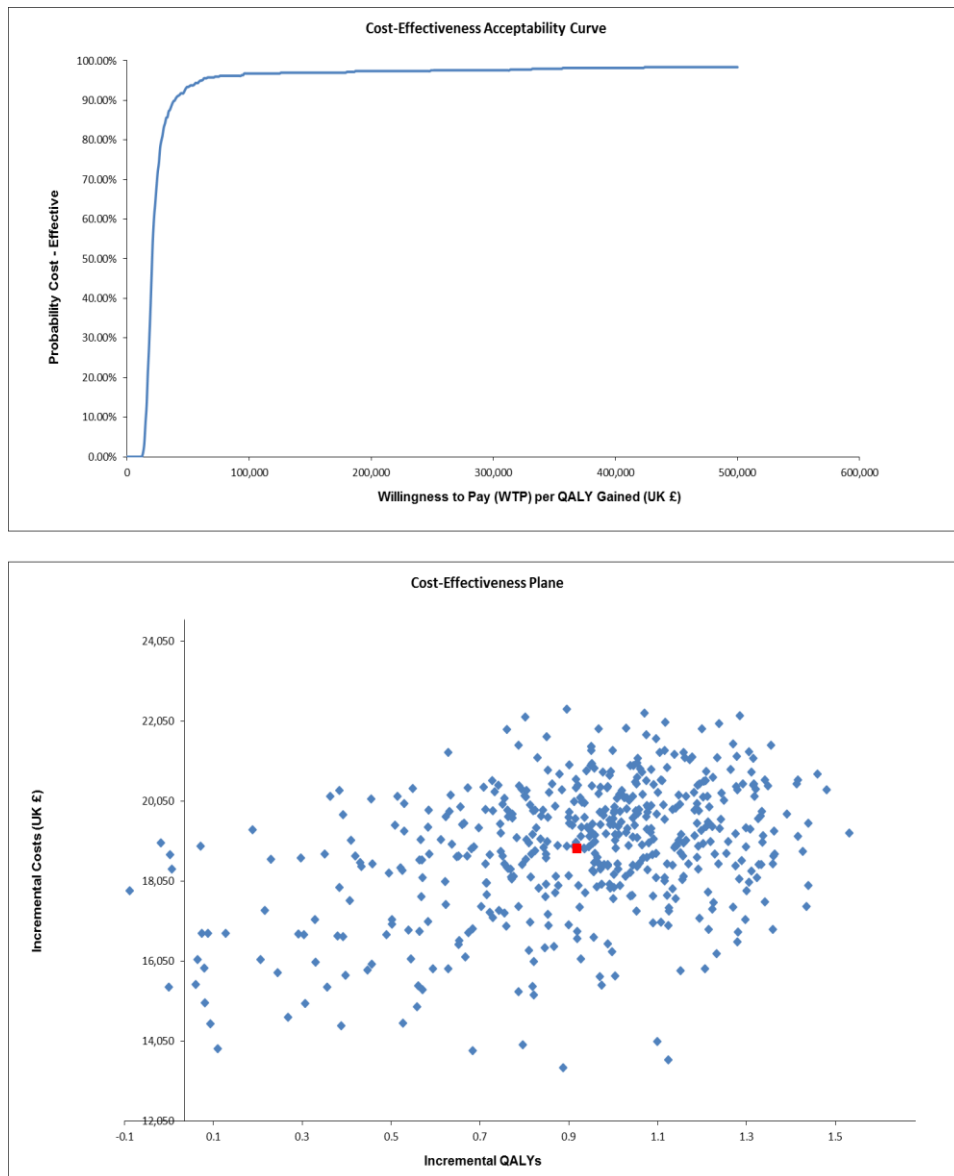 Cost-Effectiveness Acceptability Curve
100.00%
90.00%
80.00%
70.00%
60.00%
50.00%
40.00%
30.00%
20.00%
10.00%
0.00%
Probability Cost - Effective
0 100,000 200,000 300,000 400,000 500,000 600,000
Willingness to Pay (WTP) per QALY Gained (UK £)
Cost-Effectiveness Plane
24,050
22,050
20,050
18,050
16,050
14,050
12,050
Incremental Costs (UK £)
-0.1 0.1 0.3 0.5 0.7 0.9 1.1 1.3 1.5
Incremental QALYs